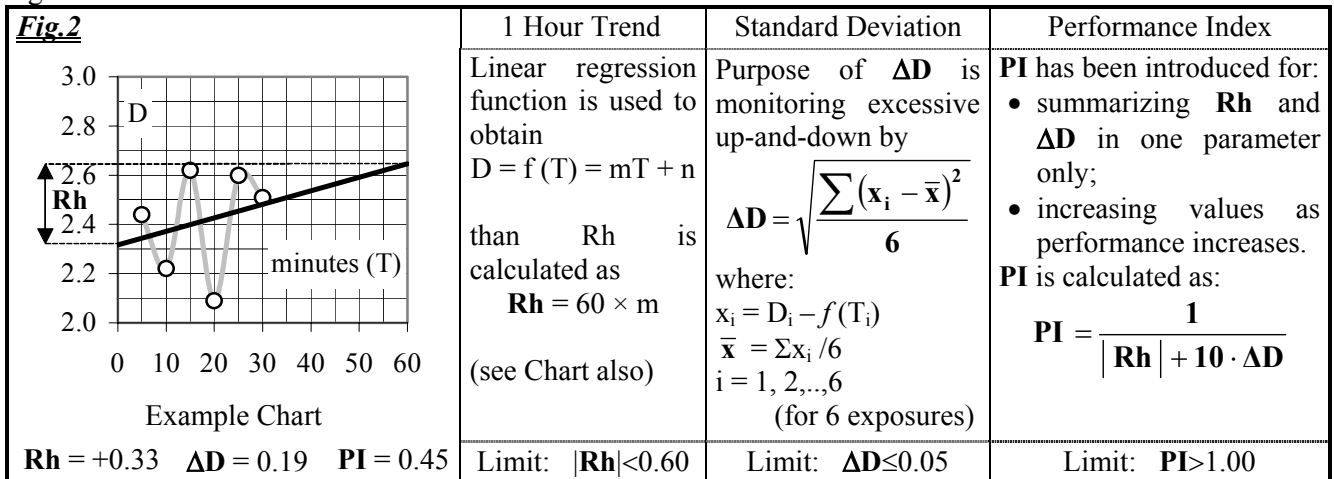 Fig.2
3.0
2.8
2.6
2.4
2.2
2.0
D
Rh
minutes (T)
0 10 20 30 40 50 60
Example Chart
Rh = +0.33 ΔD = 0.19 PI = 0.45
1 Hour Trend
Linear regression
function is used to
obtain
D = f (T) = mT + n
than Rh is
calculated as
Rh = 60 × m
(see Chart also)
Limit: |Rh|<0.60
Standard Deviation
Purpose of ΔD is
monitoring excessive
up-and-down by
ΔD = √(∑(xᵢ − x̄)² / 6)
where:
xᵢ = Dᵢ – f (Tᵢ)
x̄ = Σxᵢ /6
i = 1, 2,..,6
(for 6 exposures)
Limit: ΔD≤0.05
Performance Index
PI has been introduced for:
• summarizing Rh and
ΔD in one parameter
only;
• increasing values as
performance increases.
PI is calculated as:
PI = 1 / (| Rh | + 10 · ΔD)
Limit: PI>1.00